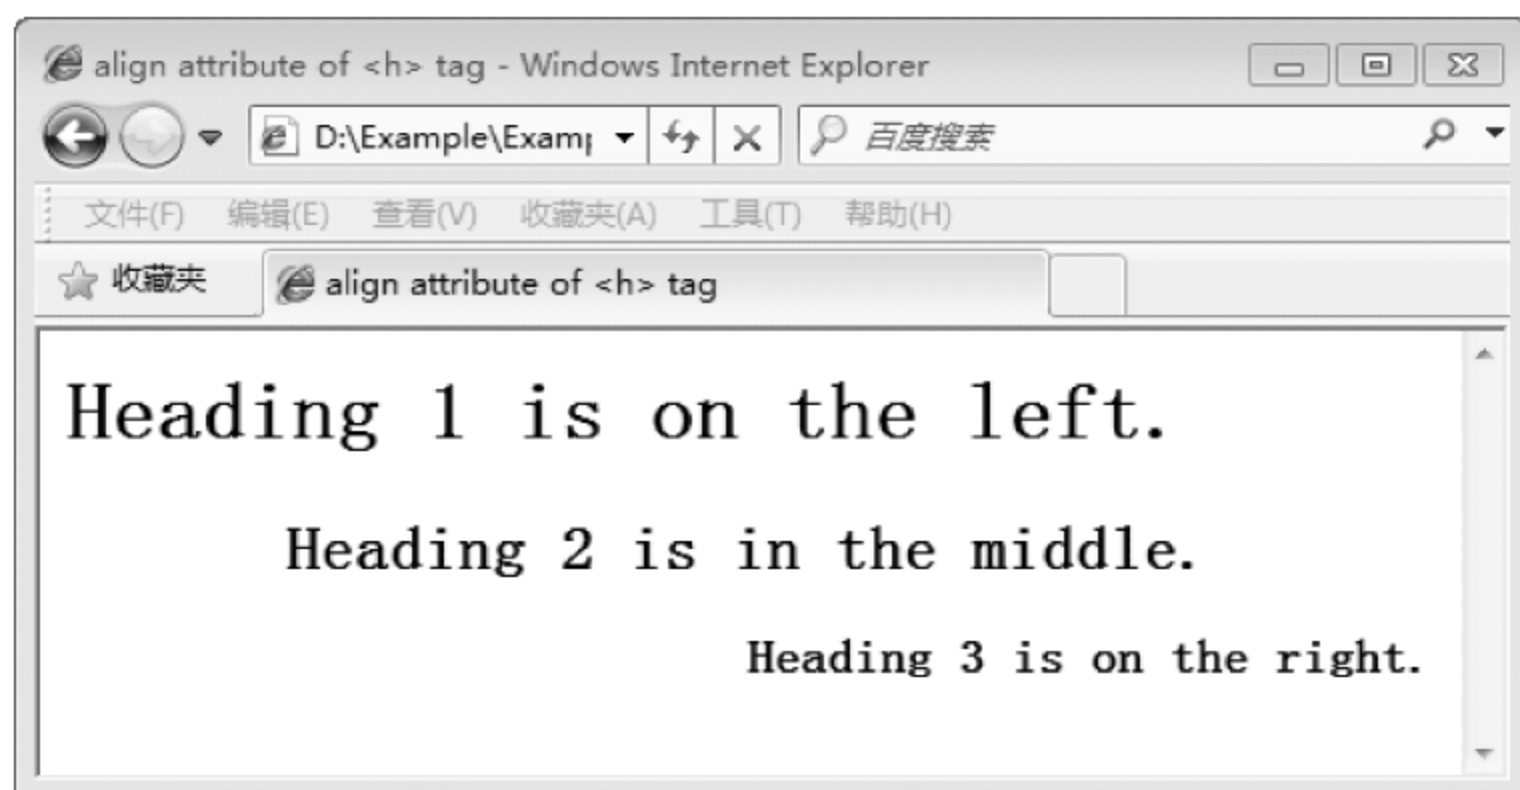 align attribute of <h> tag - Windows Internet Explorer
D:\Example\Examp 百度搜索
文件(F) 编辑(E) 查看(V) 收藏夹(A) 工具(T) 帮助(H)
收藏夹 align attribute of <h> tag
Heading 1 is on the left.
Heading 2 is in the middle.
Heading 3 is on the right.